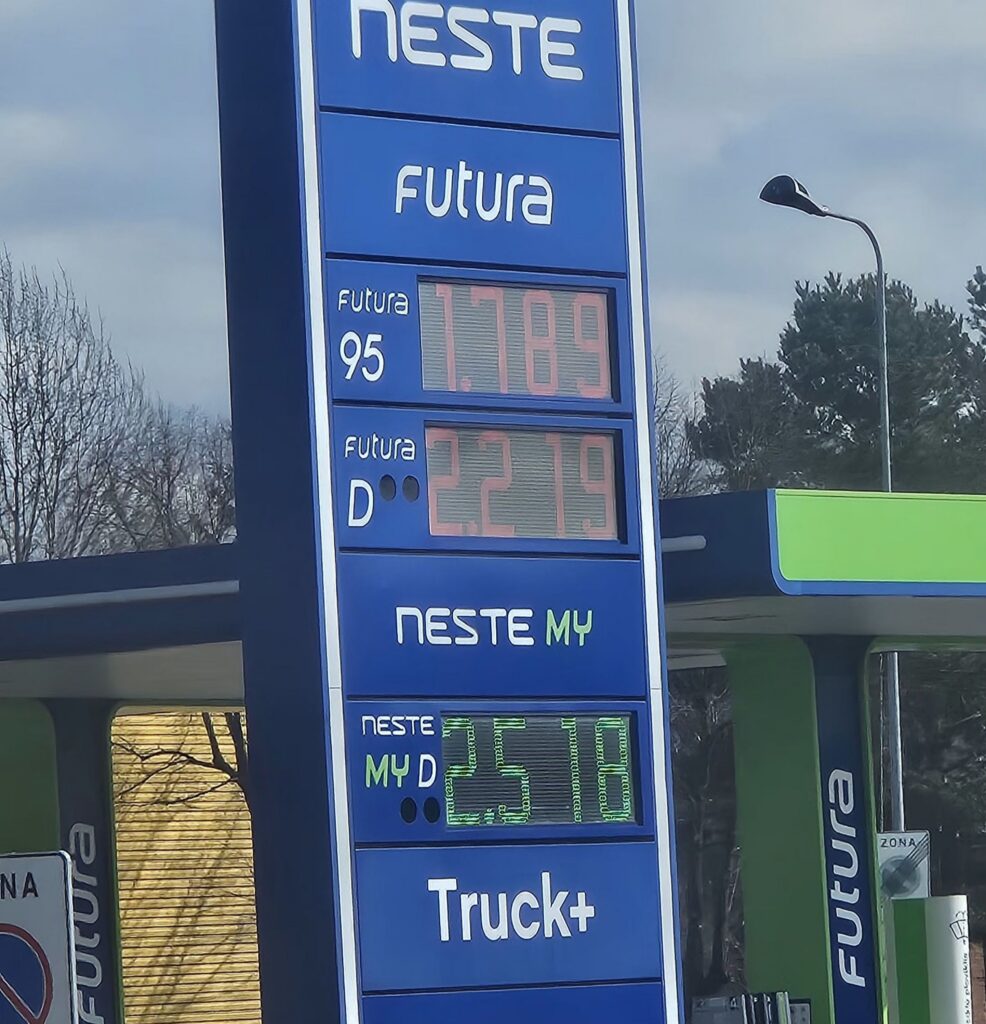 NESTE
Futura
Futura
95
1.789
Futura
D
2.219
NESTE MY
NESTE
MY D
2.518
Truck+
Futura
Futura
ZONA
NA